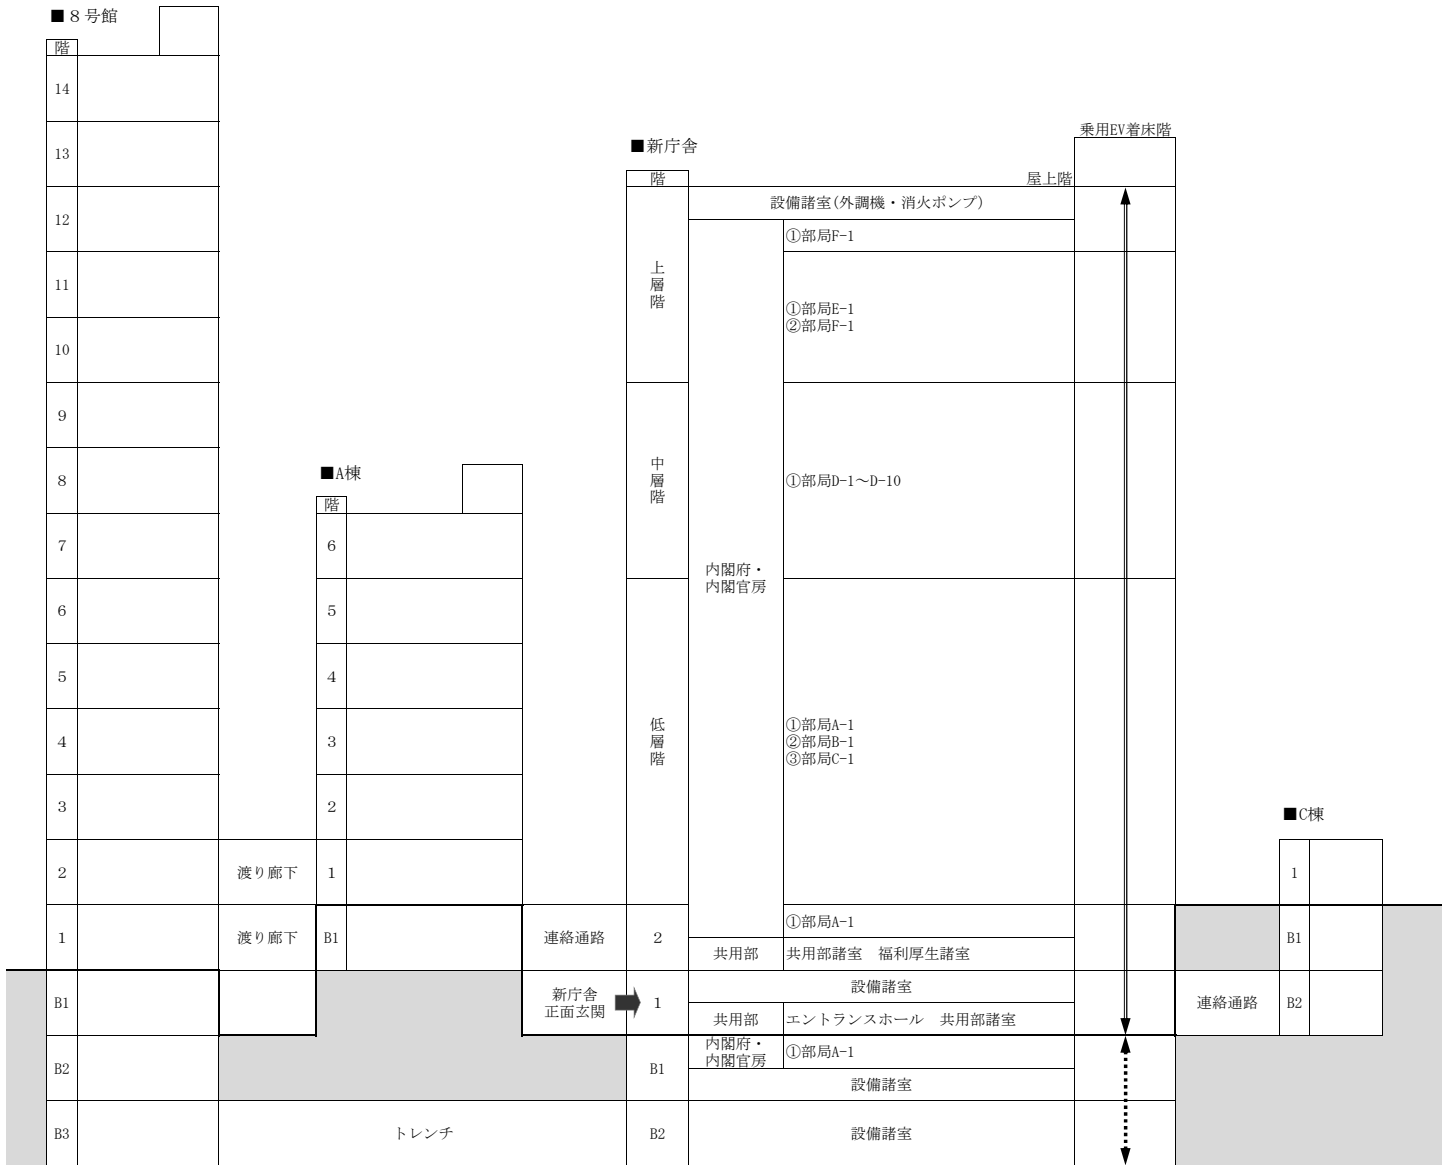 ■８号館
階
14
13
12
11
10
9
8
7
6
5
4
3
2
1
B1
B2
B3
渡り廊下
渡り廊下
■A棟
階
6
5
4
3
2
1
B1
連絡通路
新庁舎
正面玄関
トレンチ
■新庁舎
階
上層階
中層階
低層階
2
1
B1
B2
屋上階
乗用EV着床階
設備諸室(外調機・消火ポンプ)
内閣府・
内閣官房
①部局F-1
①部局E-1
②部局F-1
①部局D-1～D-10
①部局A-1
②部局B-1
③部局C-1
①部局A-1
共用部
共用部諸室　福利厚生諸室
設備諸室
共用部
エントランスホール　共用部諸室
内閣府・
内閣官房
①部局A-1
設備諸室
設備諸室
連絡通路
■C棟
1
B1
B2